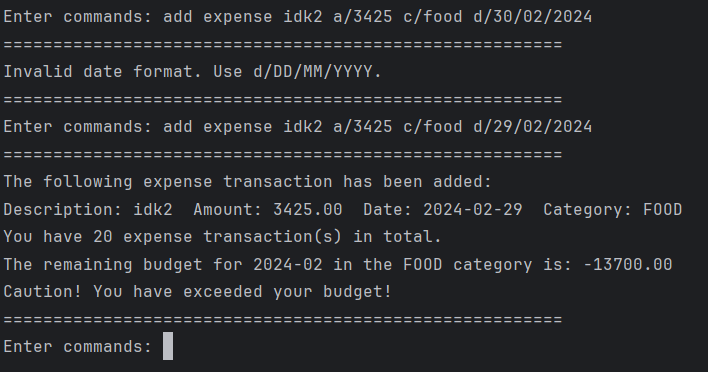 Enter commands: add expense idk2 a/3425 c/food d/30/02/2024
========================================================
Invalid date format. Use d/DD/MM/YYYY.
========================================================
Enter commands: add expense idk2 a/3425 c/food d/29/02/2024
========================================================
The following expense transaction has been added:
Description: idk2  Amount: 3425.00  Date: 2024-02-29  Category: FOOD
You have 20 expense transaction(s) in total.
The remaining budget for 2024-02 in the FOOD category is: -13700.00
Caution! You have exceeded your budget!
========================================================
Enter commands: